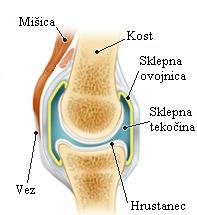 Mišica
Kost
Sklepna
ovojnica
Sklepna
tekočina
Vez
Hrustanec